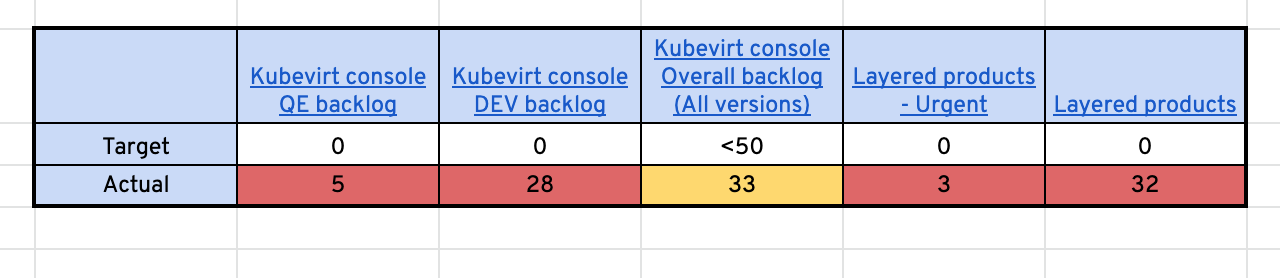 Kubevirt console
QE backlog
Kubevirt console
DEV backlog
Kubevirt console
Overall backlog
(All versions)
Layered products
- Urgent
Layered products
Target 0 0 <50 0 0
Actual 5 28 33 3 32